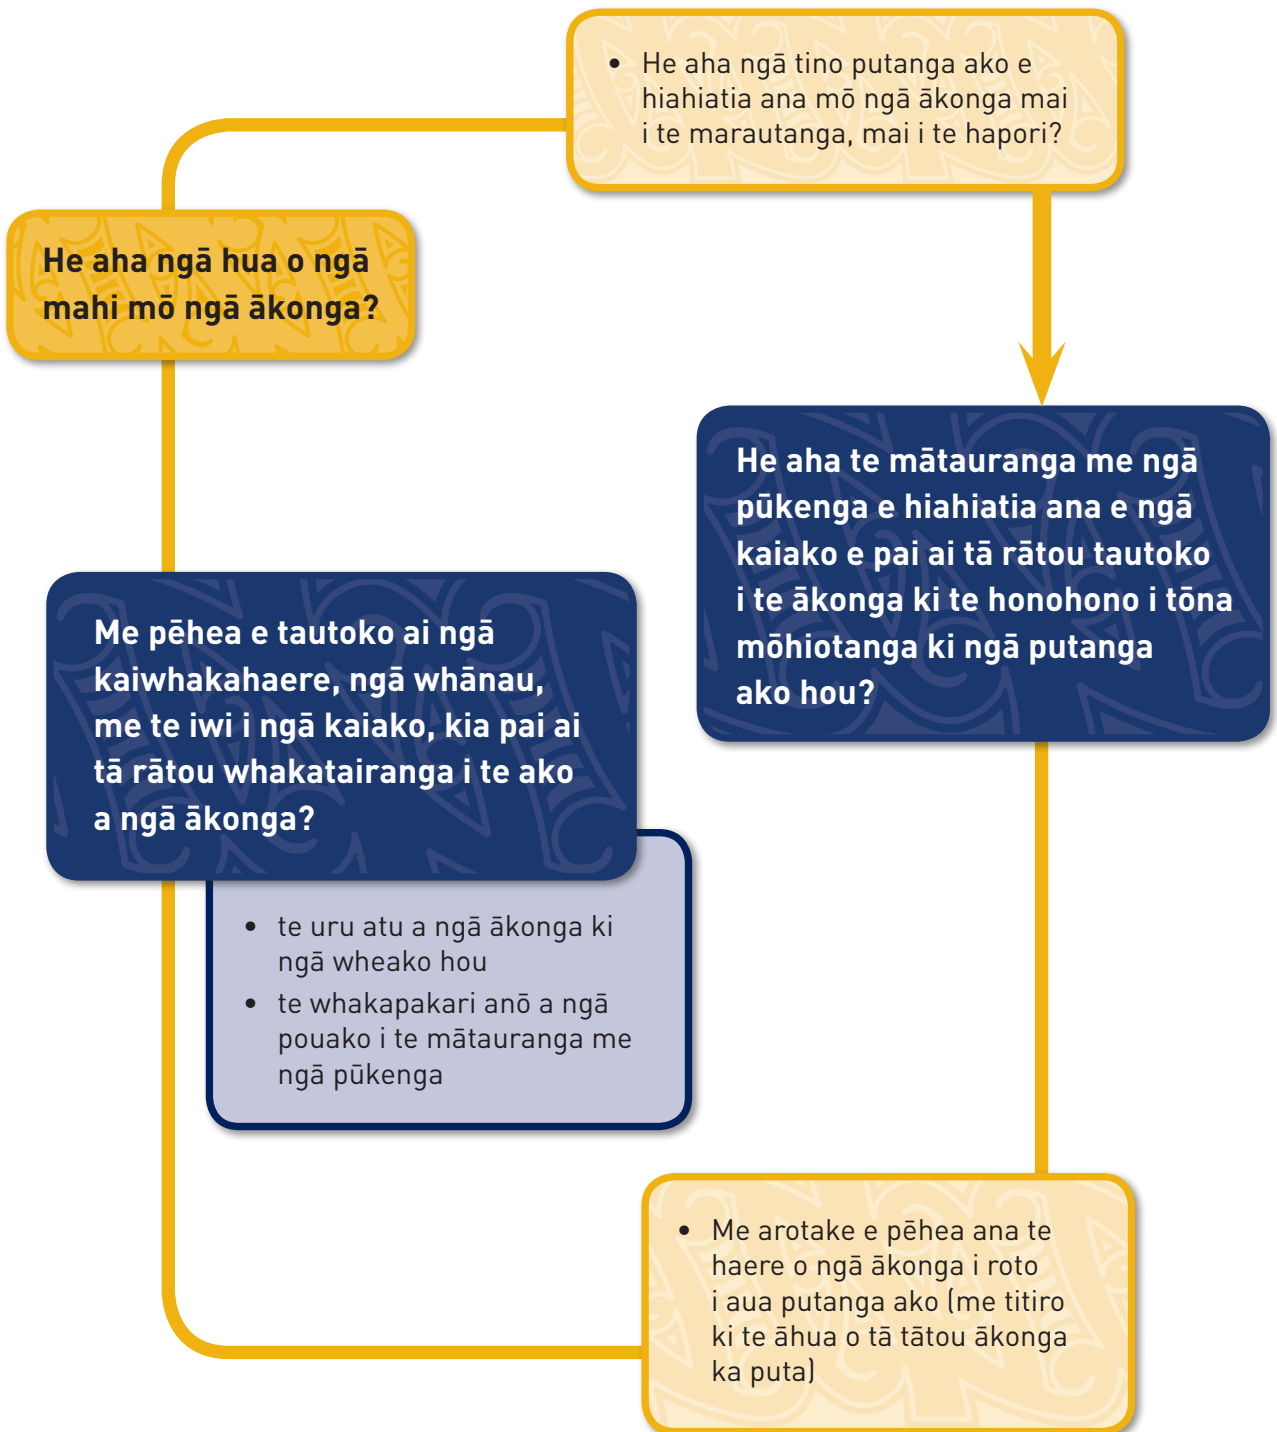 • He aha ngā tino putanga ako e
hiahiatia ana mō ngā ākonga mai
i te marautanga, mai i te hapori?
He aha ngā hua o ngā
mahi mō ngā ākonga?
He aha te mātauranga me ngā
pūkenga e hiahiatia ana e ngā
kaiako e pai ai tā rātou tautoko
i te ākonga ki te honohono i tōna
mōhiotanga ki ngā putanga
ako hou?
Me pēhea e tautoko ai ngā
kaiwhakahaere, ngā whānau,
me te iwi i ngā kaiako, kia pai ai
tā rātou whakatairanga i te ako
a ngā ākonga?
• te uru atu a ngā ākonga ki
ngā wheako hou
• te whakapakari anō a ngā
pouako i te mātauranga me
ngā pūkenga
• Me arotake e pēhea ana te
haere o ngā ākonga i roto
i aua putanga ako (me titiro
ki te āhua o tā tātou ākonga
ka puta)